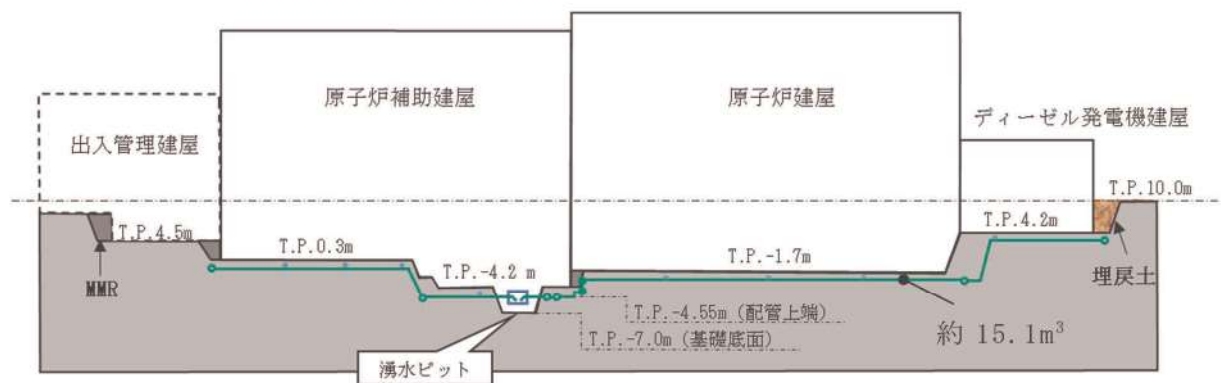 原子炉補助建屋
原子炉建屋
ディーゼル発電機建屋
出入管理建屋
T.P.10.0m
T.P.4.5m
T.P.4.2m
T.P.0.3m
T.P.-4.2 m
T.P.-1.7m
MMR
埋戻土
T.P.-4.55m (配管上端)
約 15.1m³
T.P.-7.0m (基礎底面)
湧水ピット